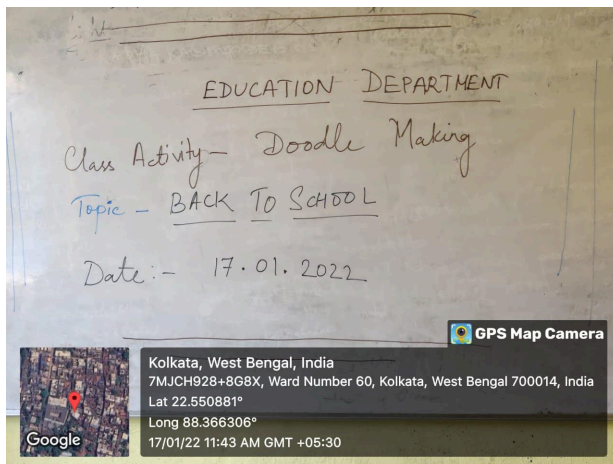 EDUCATION DEPARTMENT
Class Activity – Doodle Making
Topic – BACK TO SCHOOL
Date:- 17.01.2022
GPS Map Camera
Kolkata, West Bengal, India
7MJCH928+8G8X, Ward Number 60, Kolkata, West Bengal 700014, India
Lat 22.550881°
Long 88.366306°
17/01/22 11:43 AM GMT +05:30
Google